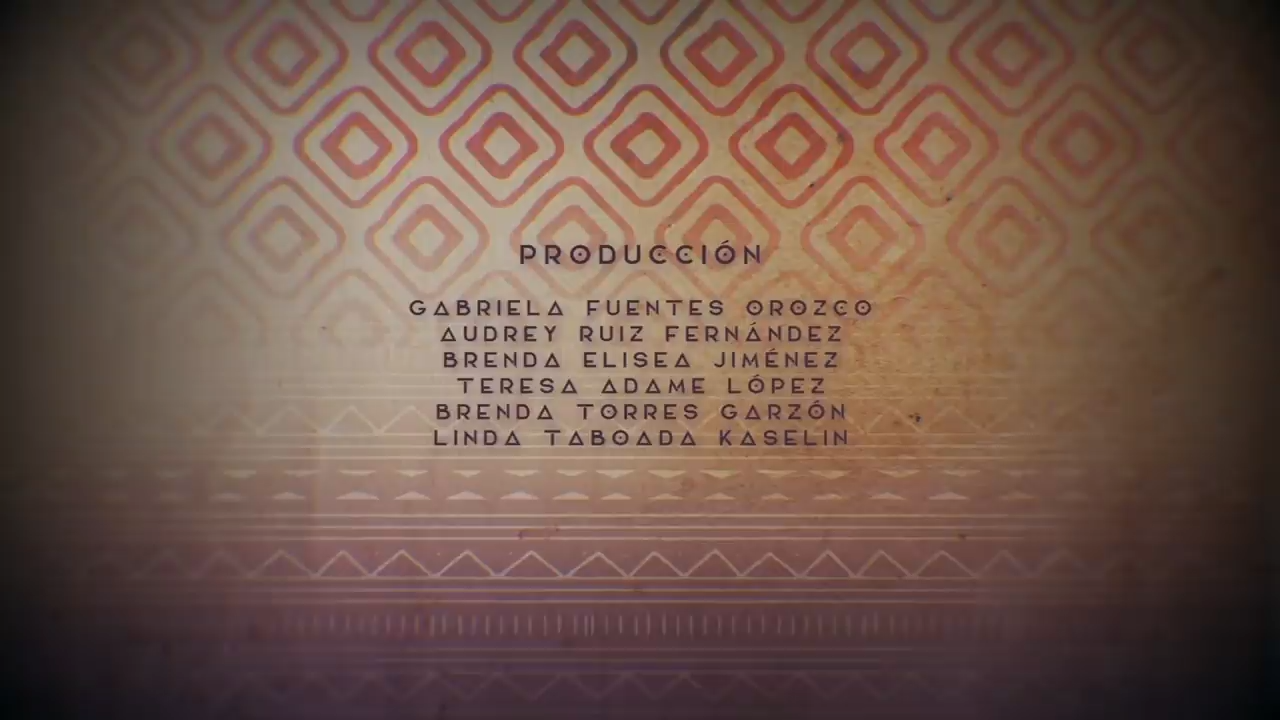 PRODUCCIÓN
GABRIELA FUENTES OROZCO
AUDREY RUIZ FERNÁNDEZ
BRENDA ELISEA JIMÉNEZ
TERESA ADAME LÓPEZ
BRENDA TORRES GARZÓN
LINDA TABOADA KASELIN